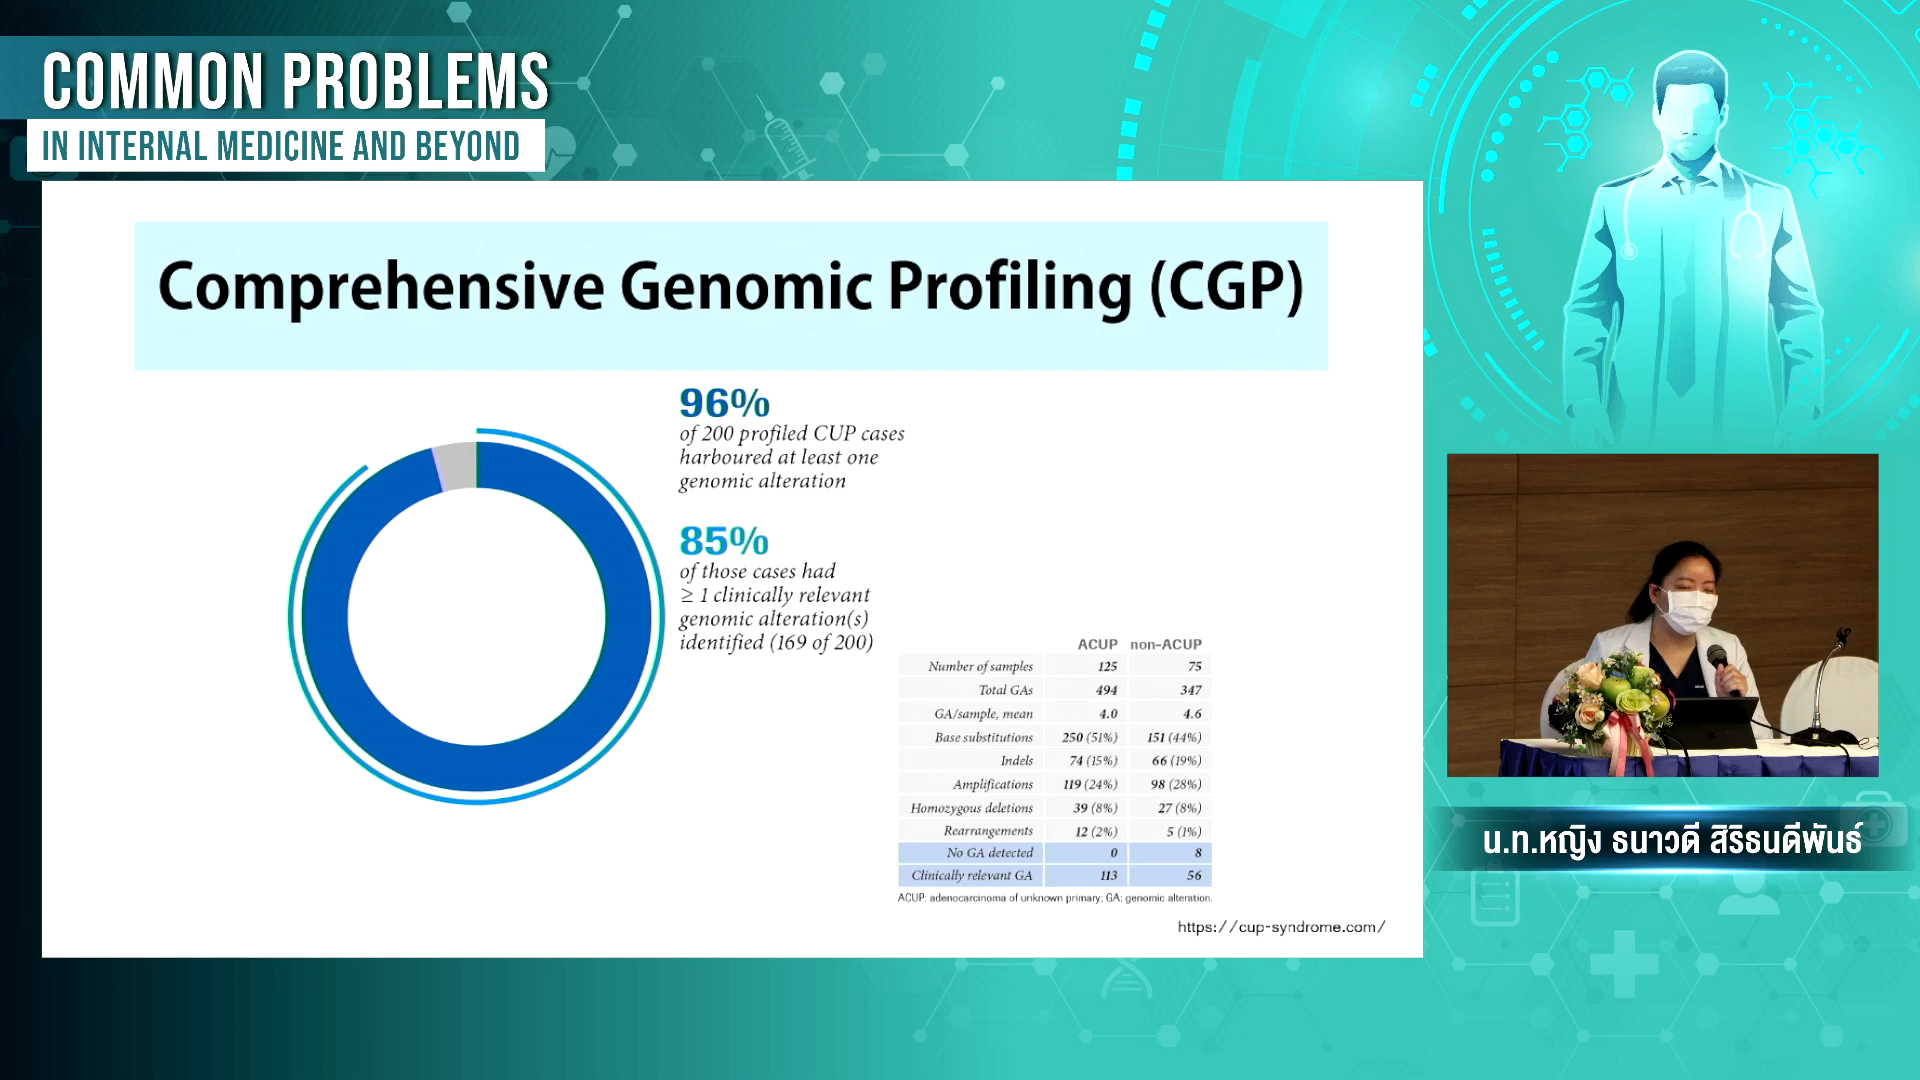 COMMON PROBLEMS
IN INTERNAL MEDICINE AND BEYOND
Comprehensive Genomic Profiling (CGP)
96%
of 200 profiled CUP cases
harboured at least one
genomic alteration
85%
of those cases had
≥ 1 clinically relevant
genomic alteration(s)
identified (169 of 200)
ACUP non-ACUP
Number of samples 125 75
Total GAs 494 347
GA/sample, mean 4.0 4.6
Base substitutions 250 (51%) 151 (44%)
Indels 74 (15%) 66 (19%)
Amplifications 119 (24%) 98 (28%)
Homozygous deletions 39 (8%) 27 (8%)
Rearrangements 12 (2%) 5 (1%)
No GA detected 0 8
Clinically relevant GA 113 56
ACUP: adenocarcinoma of unknown primary; GA: genomic alteration.
https://cup-syndrome.com/
น.ท.หญิง ธนาวดี สิริธนดีพันธ์